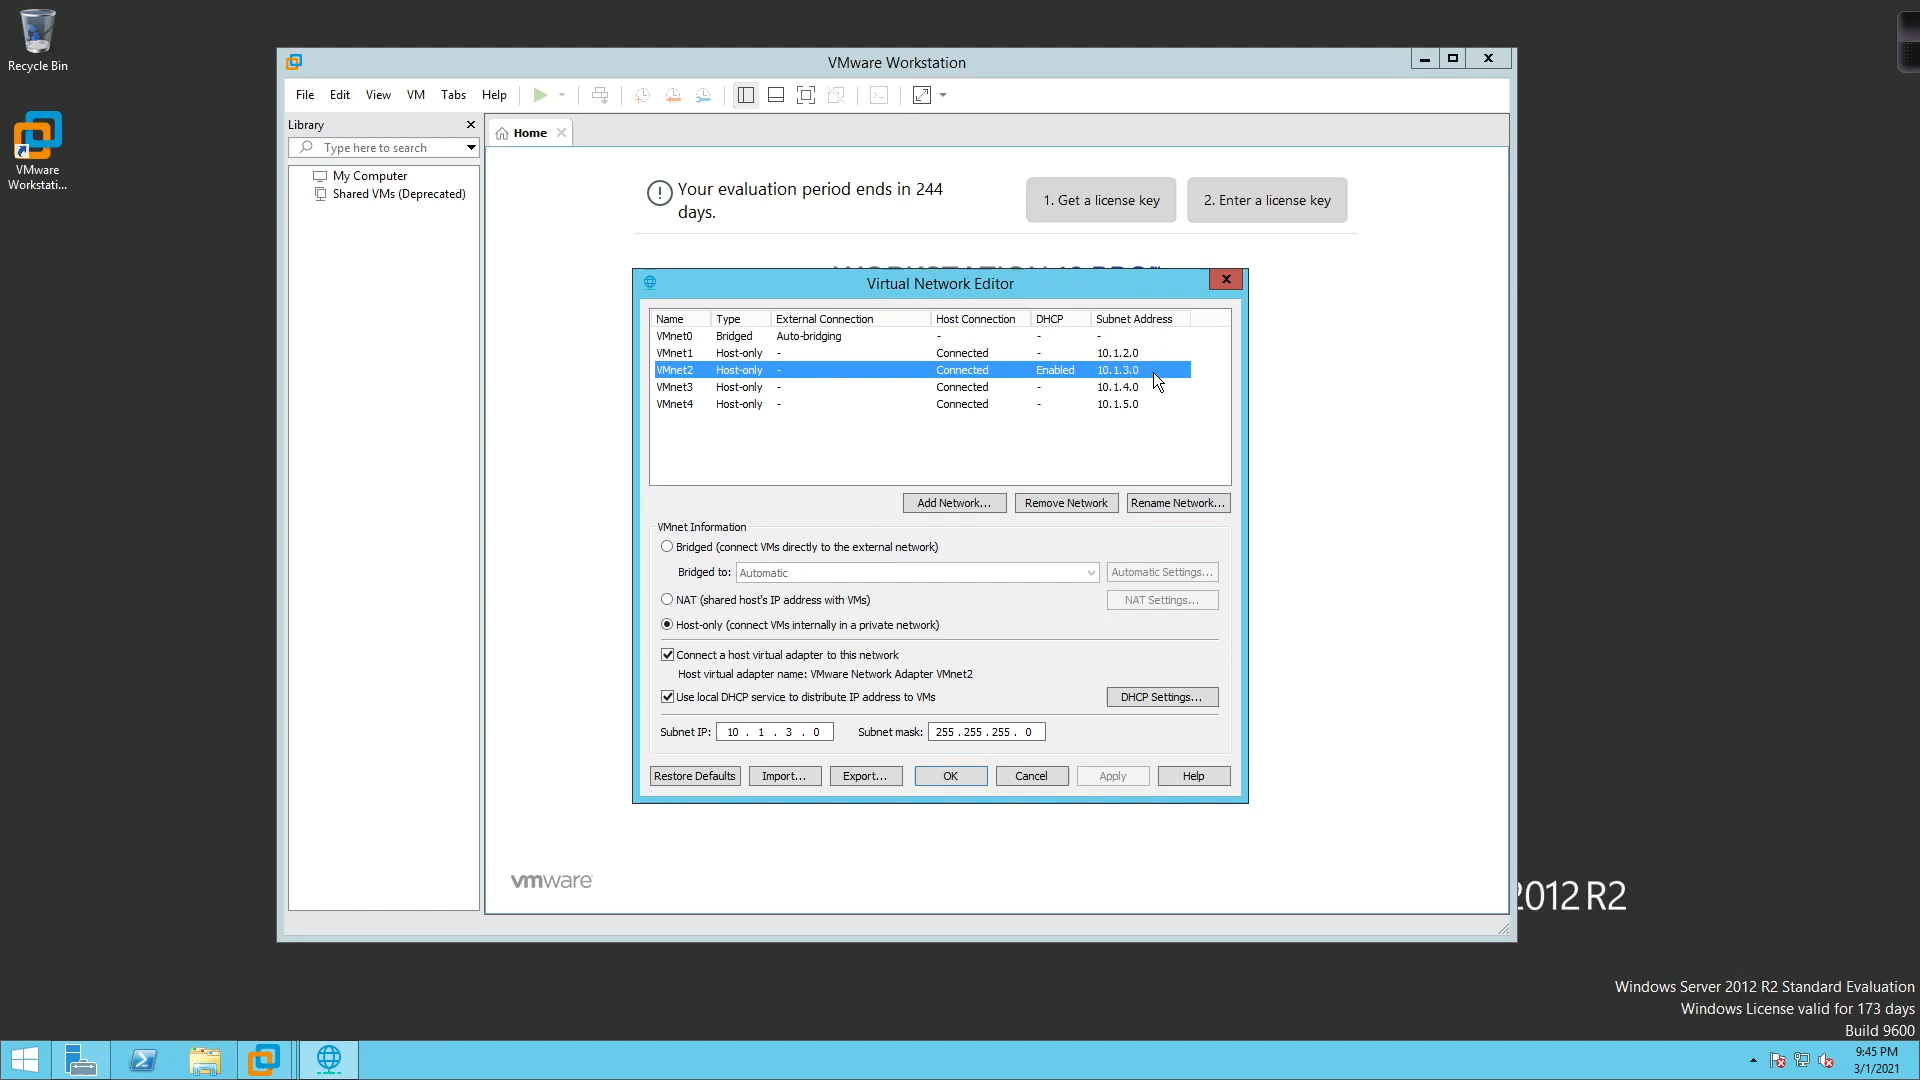 Recycle Bin
VMware
Workstati...
VMware Workstation
File Edit View VM Tabs Help
Library
Type here to search
My Computer
Shared VMs (Deprecated)
Home
Your evaluation period ends in 244
days.
1. Get a license key
2. Enter a license key
Virtual Network Editor
Name Type External Connection Host Connection DHCP Subnet Address
VMnet0 Bridged Auto-bridging - - -
VMnet1 Host-only - Connected - 10.1.2.0
VMnet2 Host-only - Connected Enabled 10.1.3.0
VMnet3 Host-only - Connected - 10.1.4.0
VMnet4 Host-only - Connected - 10.1.5.0
Add Network... Remove Network Rename Network...
VMnet Information
Bridged (connect VMs directly to the external network)
Bridged to: Automatic Automatic Settings...
NAT (shared host's IP address with VMs) NAT Settings...
Host-only (connect VMs internally in a private network)
Connect a host virtual adapter to this network
Host virtual adapter name: VMware Network Adapter VMnet2
Use local DHCP service to distribute IP address to VMs DHCP Settings...
Subnet IP: 10 . 1 . 3 . 0 Subnet mask: 255 . 255 . 255 . 0
Restore Defaults Import... Export... OK Cancel Apply Help
vmware
2012 R2
Windows Server 2012 R2 Standard Evaluation
Windows License valid for 173 days
Build 9600
9:45 PM
3/1/2021